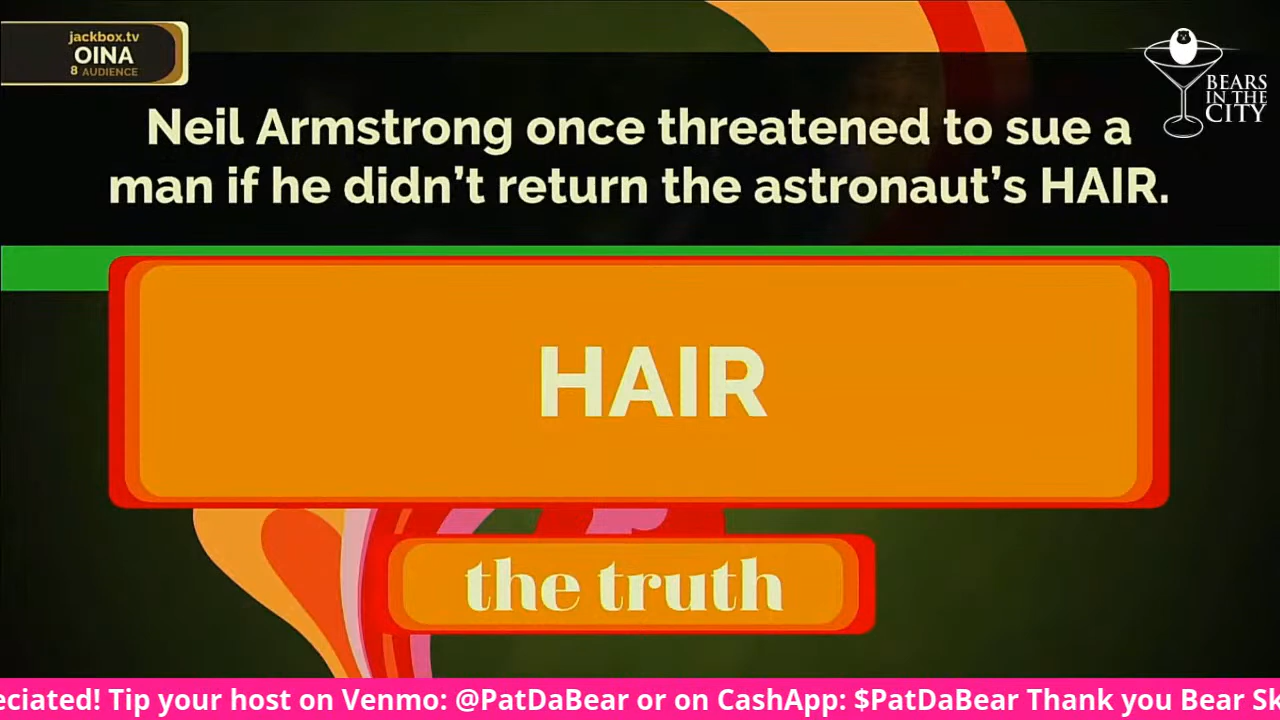 jackbox.tv
OINA
8 AUDIENCE
BEARS
IN THE
CITY
Neil Armstrong once threatened to sue a
man if he didn’t return the astronaut’s HAIR.
HAIR
the truth
eciated! Tip your host on Venmo: @PatDaBear or on CashApp: $PatDaBear Thank you Bear Sk